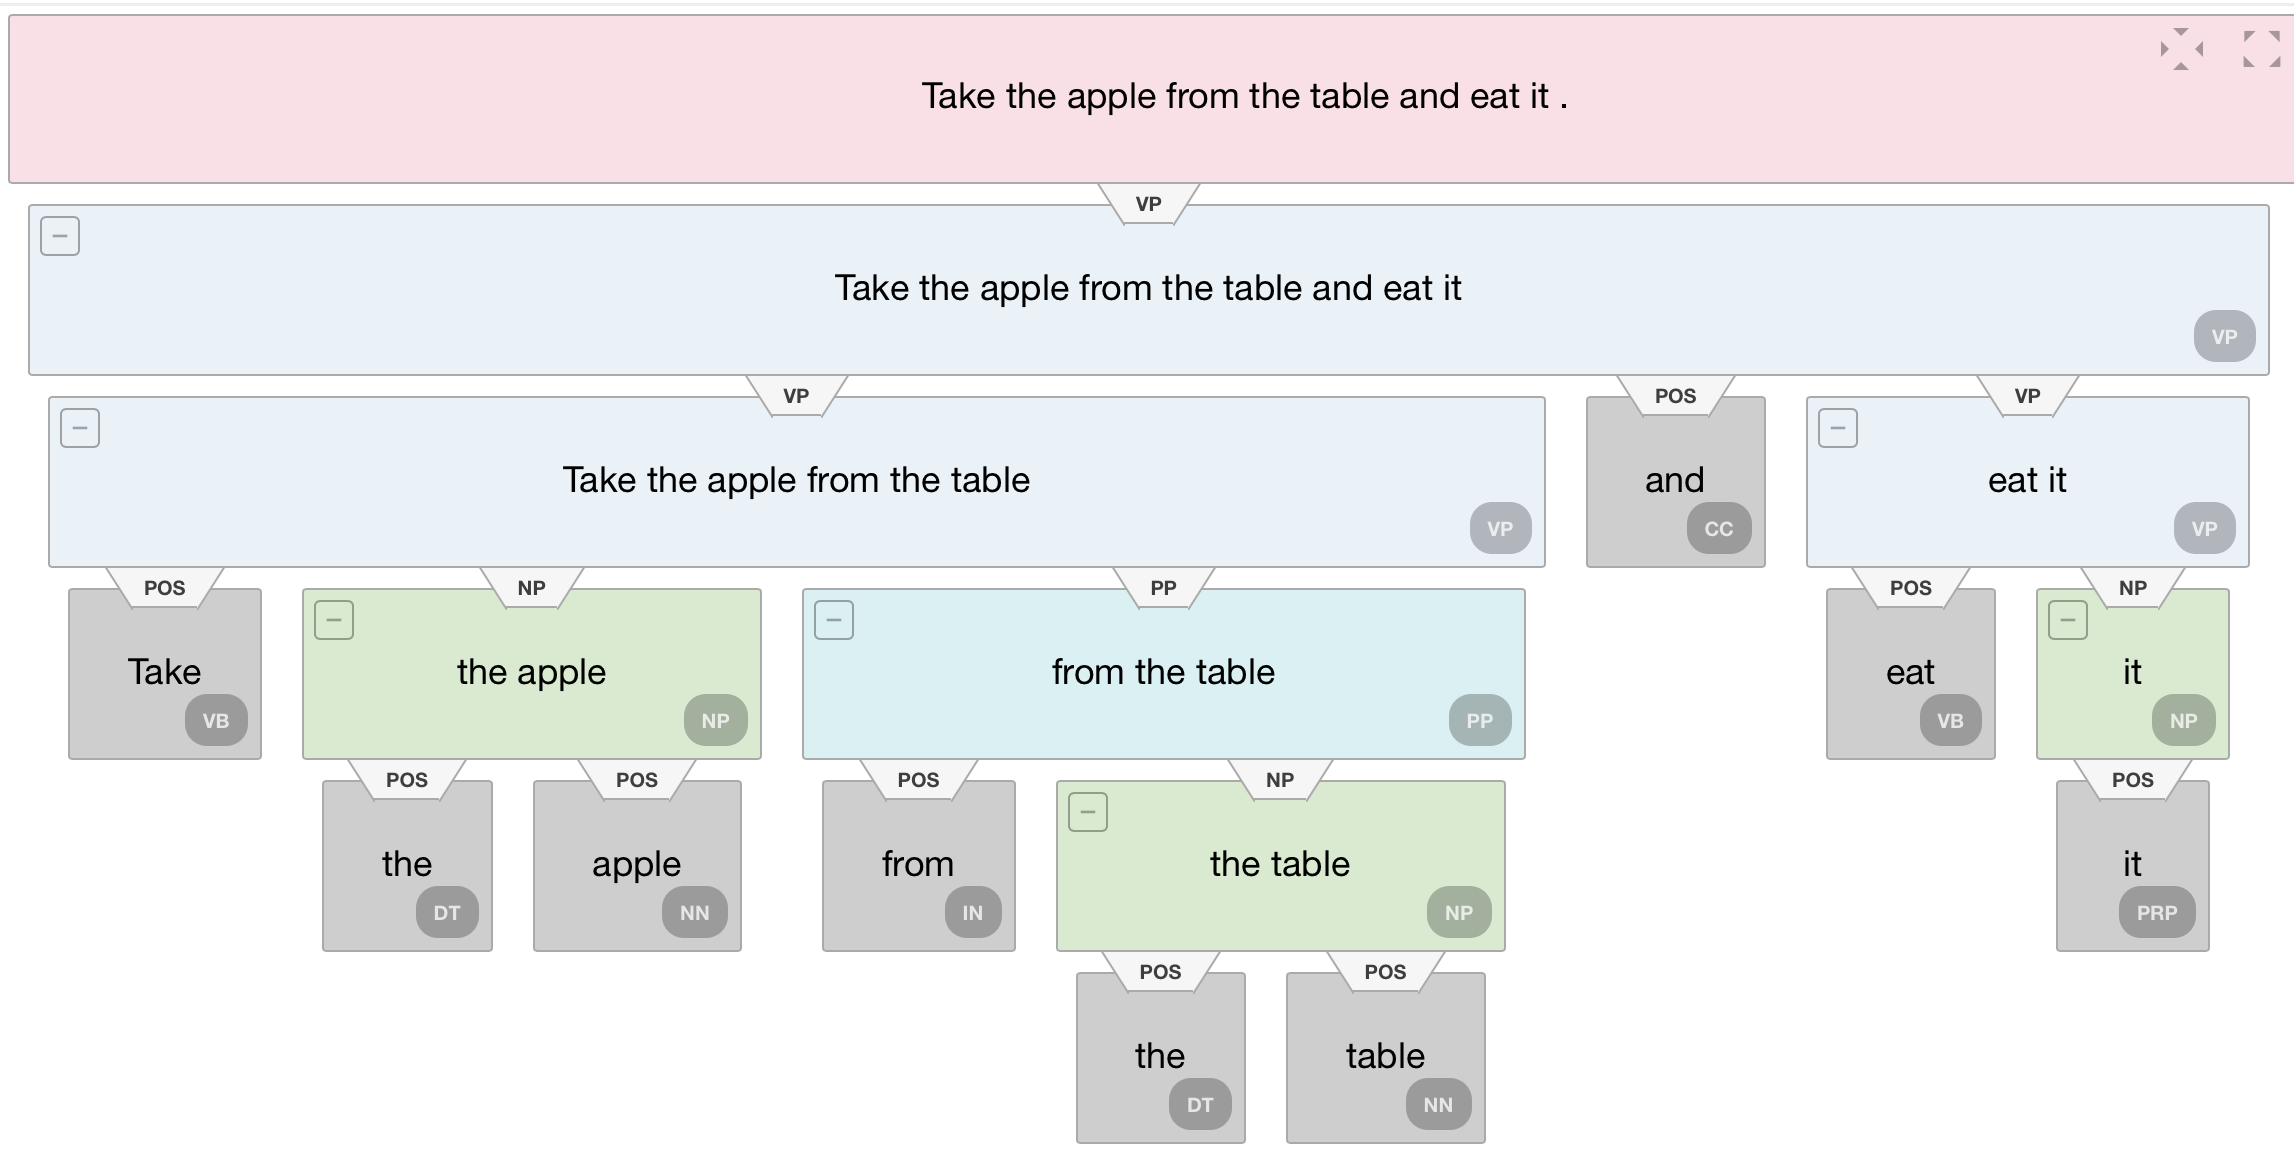 Take the apple from the table and eat it .
VP
Take the apple from the table and eat it
VP
VP POS VP
Take the apple from the table and eat it
VP CC VP
POS NP PP POS NP
Take the apple from the table eat it
VB NP PP VB NP
POS POS POS NP POS
the apple from the table it
DT NN IN NP PRP
POS POS
the table
DT NN